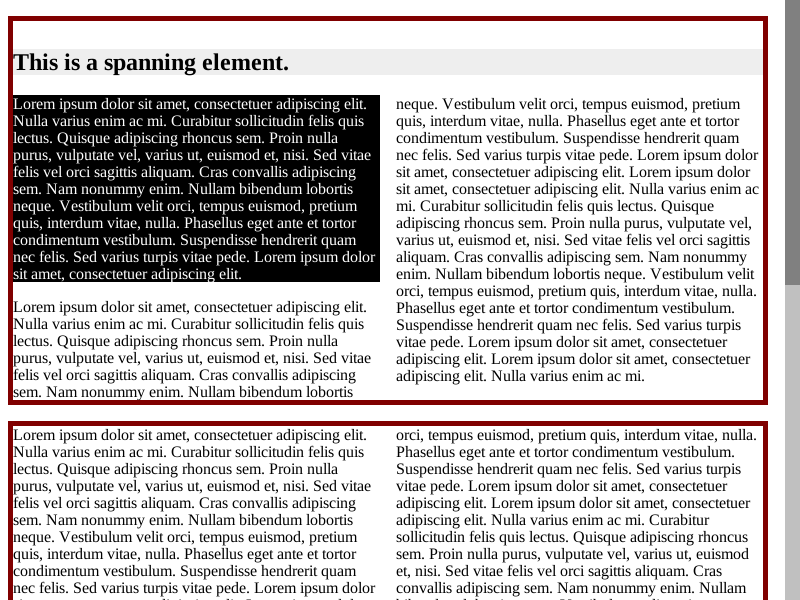 This is a spanning element.
Lorem ipsum dolor sit amet, consectetuer adipiscing elit.
Nulla varius enim ac mi. Curabitur sollicitudin felis quis
lectus. Quisque adipiscing rhoncus sem. Proin nulla
purus, vulputate vel, varius ut, euismod et, nisi. Sed vitae
felis vel orci sagittis aliquam. Cras convallis adipiscing
sem. Nam nonummy enim. Nullam bibendum lobortis
neque. Vestibulum velit orci, tempus euismod, pretium
quis, interdum vitae, nulla. Phasellus eget ante et tortor
condimentum vestibulum. Suspendisse hendrerit quam
nec felis. Sed varius turpis vitae pede. Lorem ipsum dolor
sit amet, consectetuer adipiscing elit.
Lorem ipsum dolor sit amet, consectetuer adipiscing elit.
Nulla varius enim ac mi. Curabitur sollicitudin felis quis
lectus. Quisque adipiscing rhoncus sem. Proin nulla
purus, vulputate vel, varius ut, euismod et, nisi. Sed vitae
felis vel orci sagittis aliquam. Cras convallis adipiscing
sem. Nam nonummy enim. Nullam bibendum lobortis
neque. Vestibulum velit orci, tempus euismod, pretium
quis, interdum vitae, nulla. Phasellus eget ante et tortor
condimentum vestibulum. Suspendisse hendrerit quam
nec felis. Sed varius turpis vitae pede. Lorem ipsum dolor
sit amet, consectetuer adipiscing elit. Lorem ipsum dolor
sit amet, consectetuer adipiscing elit. Nulla varius enim ac
mi. Curabitur sollicitudin felis quis lectus. Quisque
adipiscing rhoncus sem. Proin nulla purus, vulputate vel,
varius ut, euismod et, nisi. Sed vitae felis vel orci sagittis
aliquam. Cras convallis adipiscing sem. Nam nonummy
enim. Nullam bibendum lobortis neque. Vestibulum velit
orci, tempus euismod, pretium quis, interdum vitae, nulla.
Phasellus eget ante et tortor condimentum vestibulum.
Suspendisse hendrerit quam nec felis. Sed varius turpis
vitae pede. Lorem ipsum dolor sit amet, consectetuer
adipiscing elit. Lorem ipsum dolor sit amet, consectetuer
adipiscing elit. Nulla varius enim ac mi.
Lorem ipsum dolor sit amet, consectetuer adipiscing elit.
Nulla varius enim ac mi. Curabitur sollicitudin felis quis
lectus. Quisque adipiscing rhoncus sem. Proin nulla
purus, vulputate vel, varius ut, euismod et, nisi. Sed vitae
felis vel orci sagittis aliquam. Cras convallis adipiscing
sem. Nam nonummy enim. Nullam bibendum lobortis
neque. Vestibulum velit orci, tempus euismod, pretium
quis, interdum vitae, nulla. Phasellus eget ante et tortor
condimentum vestibulum. Suspendisse hendrerit quam
nec felis. Sed varius turpis vitae pede. Lorem ipsum dolor
orci, tempus euismod, pretium quis, interdum vitae, nulla.
Phasellus eget ante et tortor condimentum vestibulum.
Suspendisse hendrerit quam nec felis. Sed varius turpis
vitae pede. Lorem ipsum dolor sit amet, consectetuer
adipiscing elit. Lorem ipsum dolor sit amet, consectetuer
adipiscing elit. Nulla varius enim ac mi. Curabitur
sollicitudin felis quis lectus. Quisque adipiscing rhoncus
sem. Proin nulla purus, vulputate vel, varius ut, euismod
et, nisi. Sed vitae felis vel orci sagittis aliquam. Cras
convallis adipiscing sem. Nam nonummy enim. Nullam